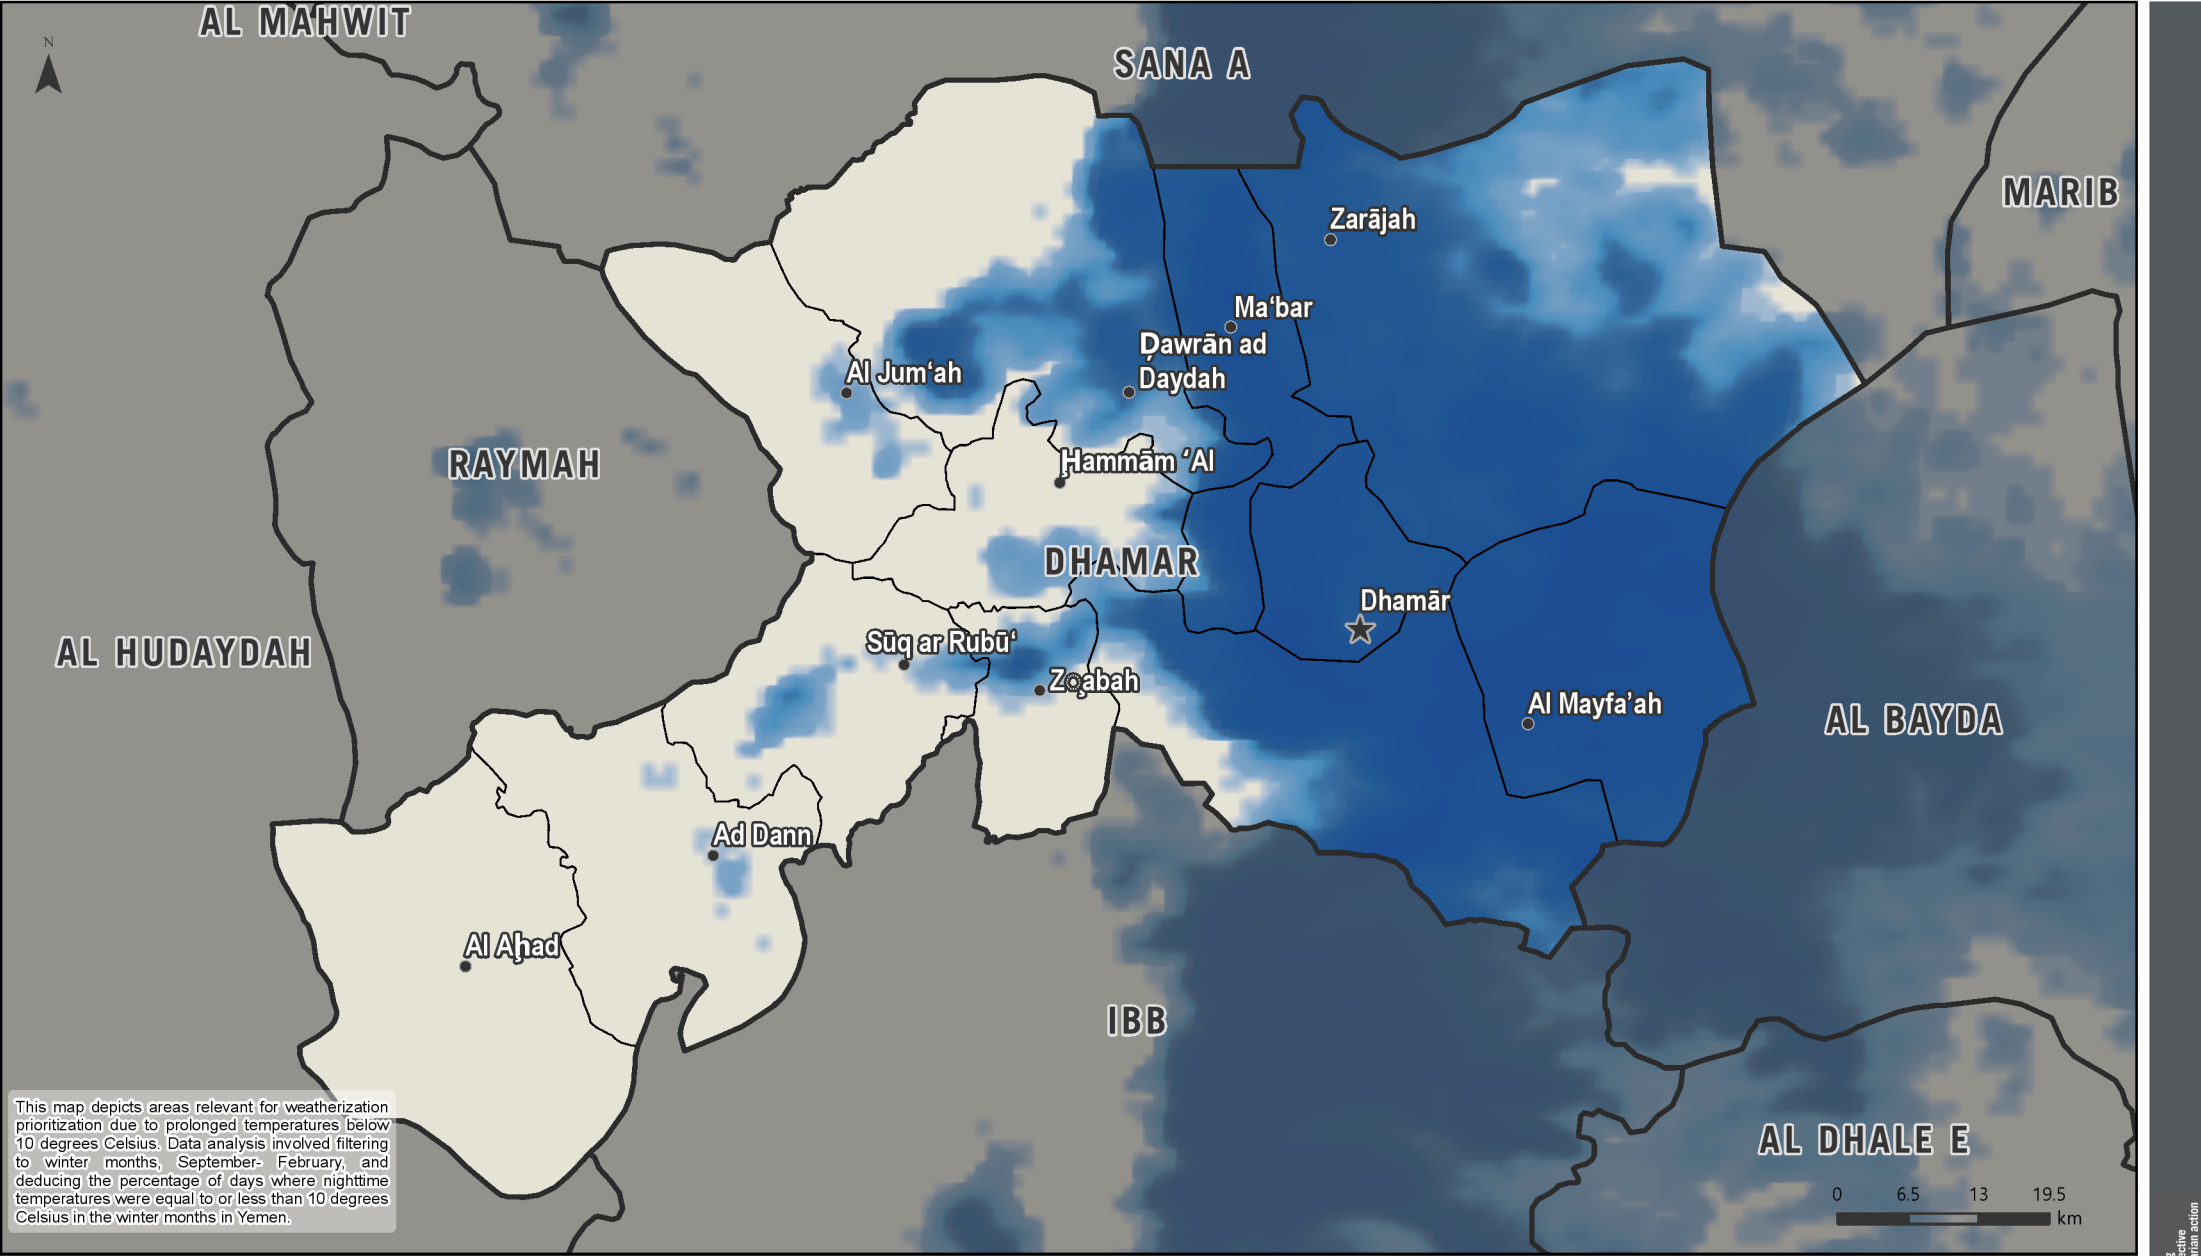 AL MAHWIT
N
SANA A
MARIB
Zarājah
Ma‘bar
Ḑawrān ad
Daydah
Al Jum‘ah
RAYMAH
Ḩammām ‘Al
DHAMAR
Dhamār
Sūq ar Rubū‘
AL HUDAYDAH
Al Mayfa’ah
AL BAYDA
Ad Dann
Al Aḩad
IBB
This map depicts areas relevant for weatherization
prioritization due to prolonged temperatures below
10 degrees Celsius. Data analysis involved filtering
to winter months, September- February, and
deducing the percentage of days where nighttime
temperatures were equal to or less than 10 degrees
Celsius in the winter months in Yemen.
AL DHALE E
0 6.5 13 19.5
km